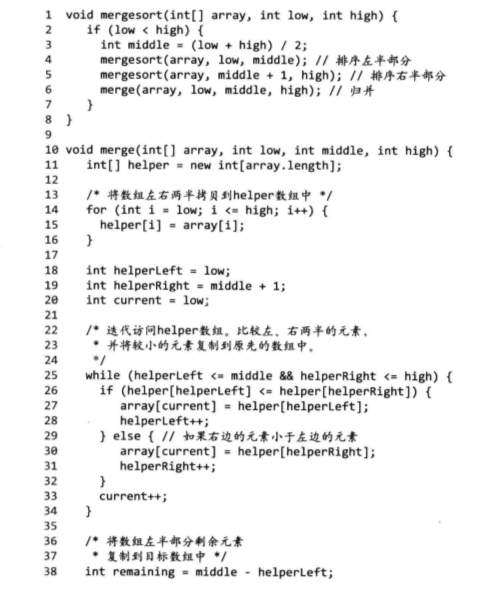 1 void mergesort(int[] array, int low, int high) {
2 if (low < high) {
3 int middle = (low + high) / 2;
4 mergesort(array, low, middle); // 排序左半部分
5 mergesort(array, middle + 1, high); // 排序右半部分
6 merge(array, low, middle, high); // 归并
7 }
8 }
9
10 void merge(int[] array, int low, int middle, int high) {
11 int[] helper = new int[array.length];
12
13 /* 将数组左右两半拷贝到helper数组中 */
14 for (int i = low; i <= high; i++) {
15 helper[i] = array[i];
16 }
17
18 int helperLeft = low;
19 int helperRight = middle + 1;
20 int current = low;
21
22 /* 迭代访问helper数组。比较左、右两半的元素,
23 * 并将较小的元素复制到原先的数组中。
24 */
25 while (helperLeft <= middle && helperRight <= high) {
26 if (helper[helperLeft] <= helper[helperRight]) {
27 array[current] = helper[helperLeft];
28 helperLeft++;
29 } else { // 如果右边的元素小于左边的元素
30 array[current] = helper[helperRight];
31 helperRight++;
32 }
33 current++;
34 }
35
36 /* 将数组左半部分剩余元素
37 * 复制到目标数组中 */
38 int remaining = middle - helperLeft;